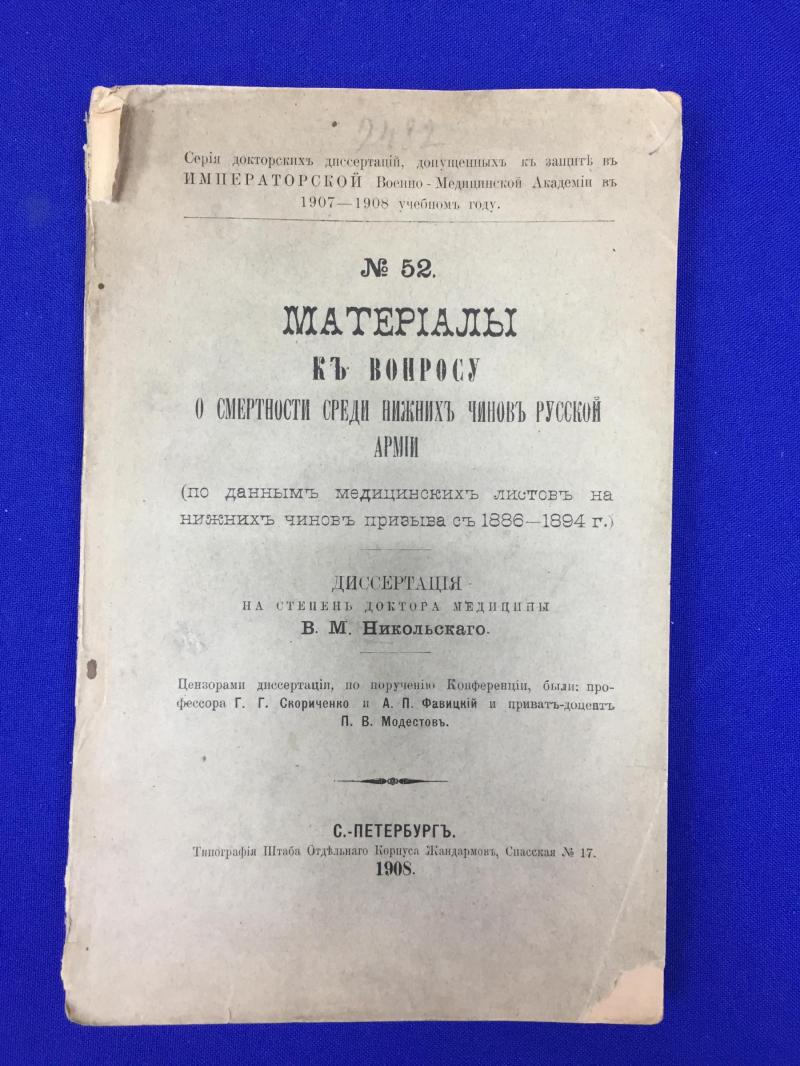 2492
Серія докторскихъ диссертацій, допущенныхъ къ защитѣ въ
ИМПЕРАТОРСКОЙ Военно-Медицинской Академіи въ
1907—1908 учебномъ году.
№ 52.
МАТЕРІАЛЫ
КЪ ВОПРОСУ
О СМЕРТНОСТИ СРЕДИ НИЖНИХЪ ЧИНОВЪ РУССКОЙ
АРМІИ
(по даннымъ медицинскихъ листовъ на
нижнихъ чиновъ призыва съ 1886—1894 г.)
ДИССЕРТАЦІЯ
НА СТЕПЕНЬ ДОКТОРА МЕДИЦИНЫ
В. М. Никольскаго.
Цензорами диссертаціи, по порученію Конференціи, были: про-
фессора Г. Г. Скориченко и А. П. Фавицкій и приватъ-доцентъ
П. В. Модестовъ.
С.-ПЕТЕРБУРГЪ.
Типографія Штаба Отдѣльнаго Корпуса Жандармовъ, Спасская № 17.
1908.